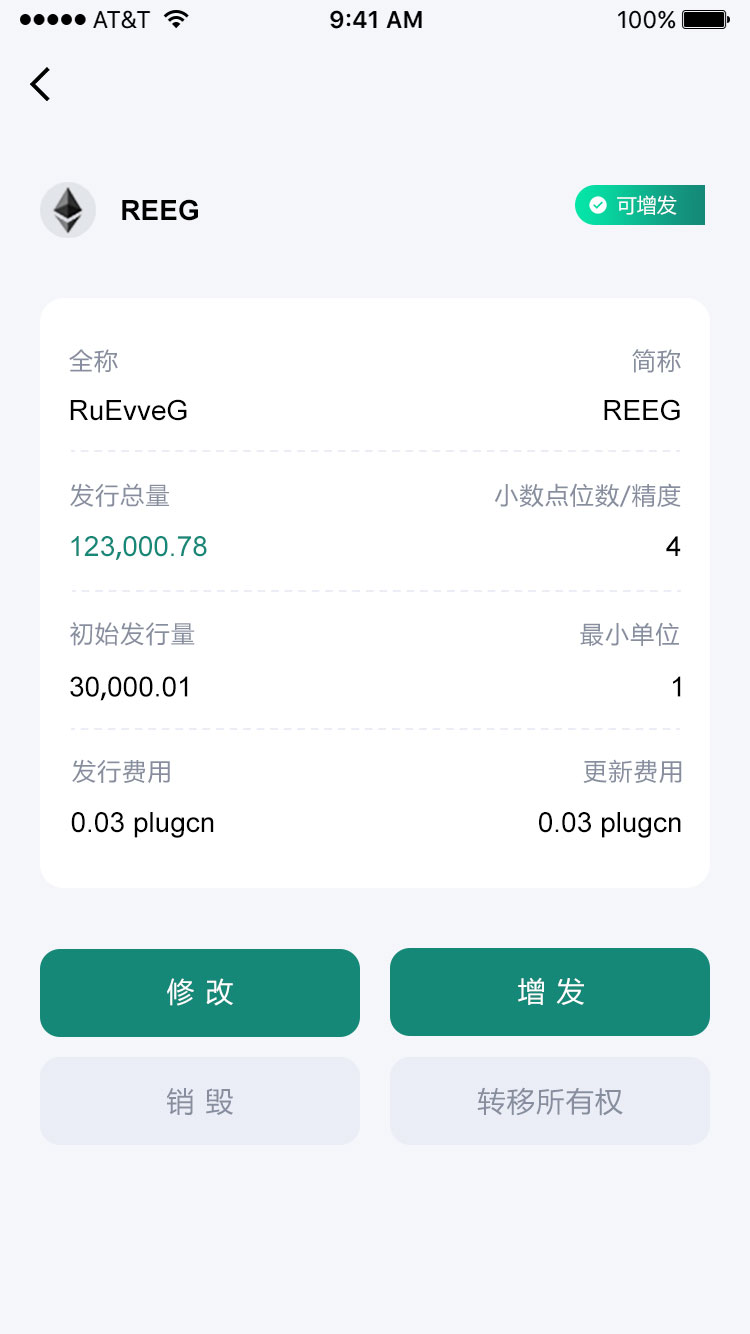 ●●●●● AT&T 9:41 AM 100%
REEG 可增发
全称 简称
RuEvveG REEG
发行总量 小数点位数/精度
123,000.78 4
初始发行量 最小单位
30,000.01 1
发行费用 更新费用
0.03 plugcn 0.03 plugcn
修改 增发
销毁 转移所有权